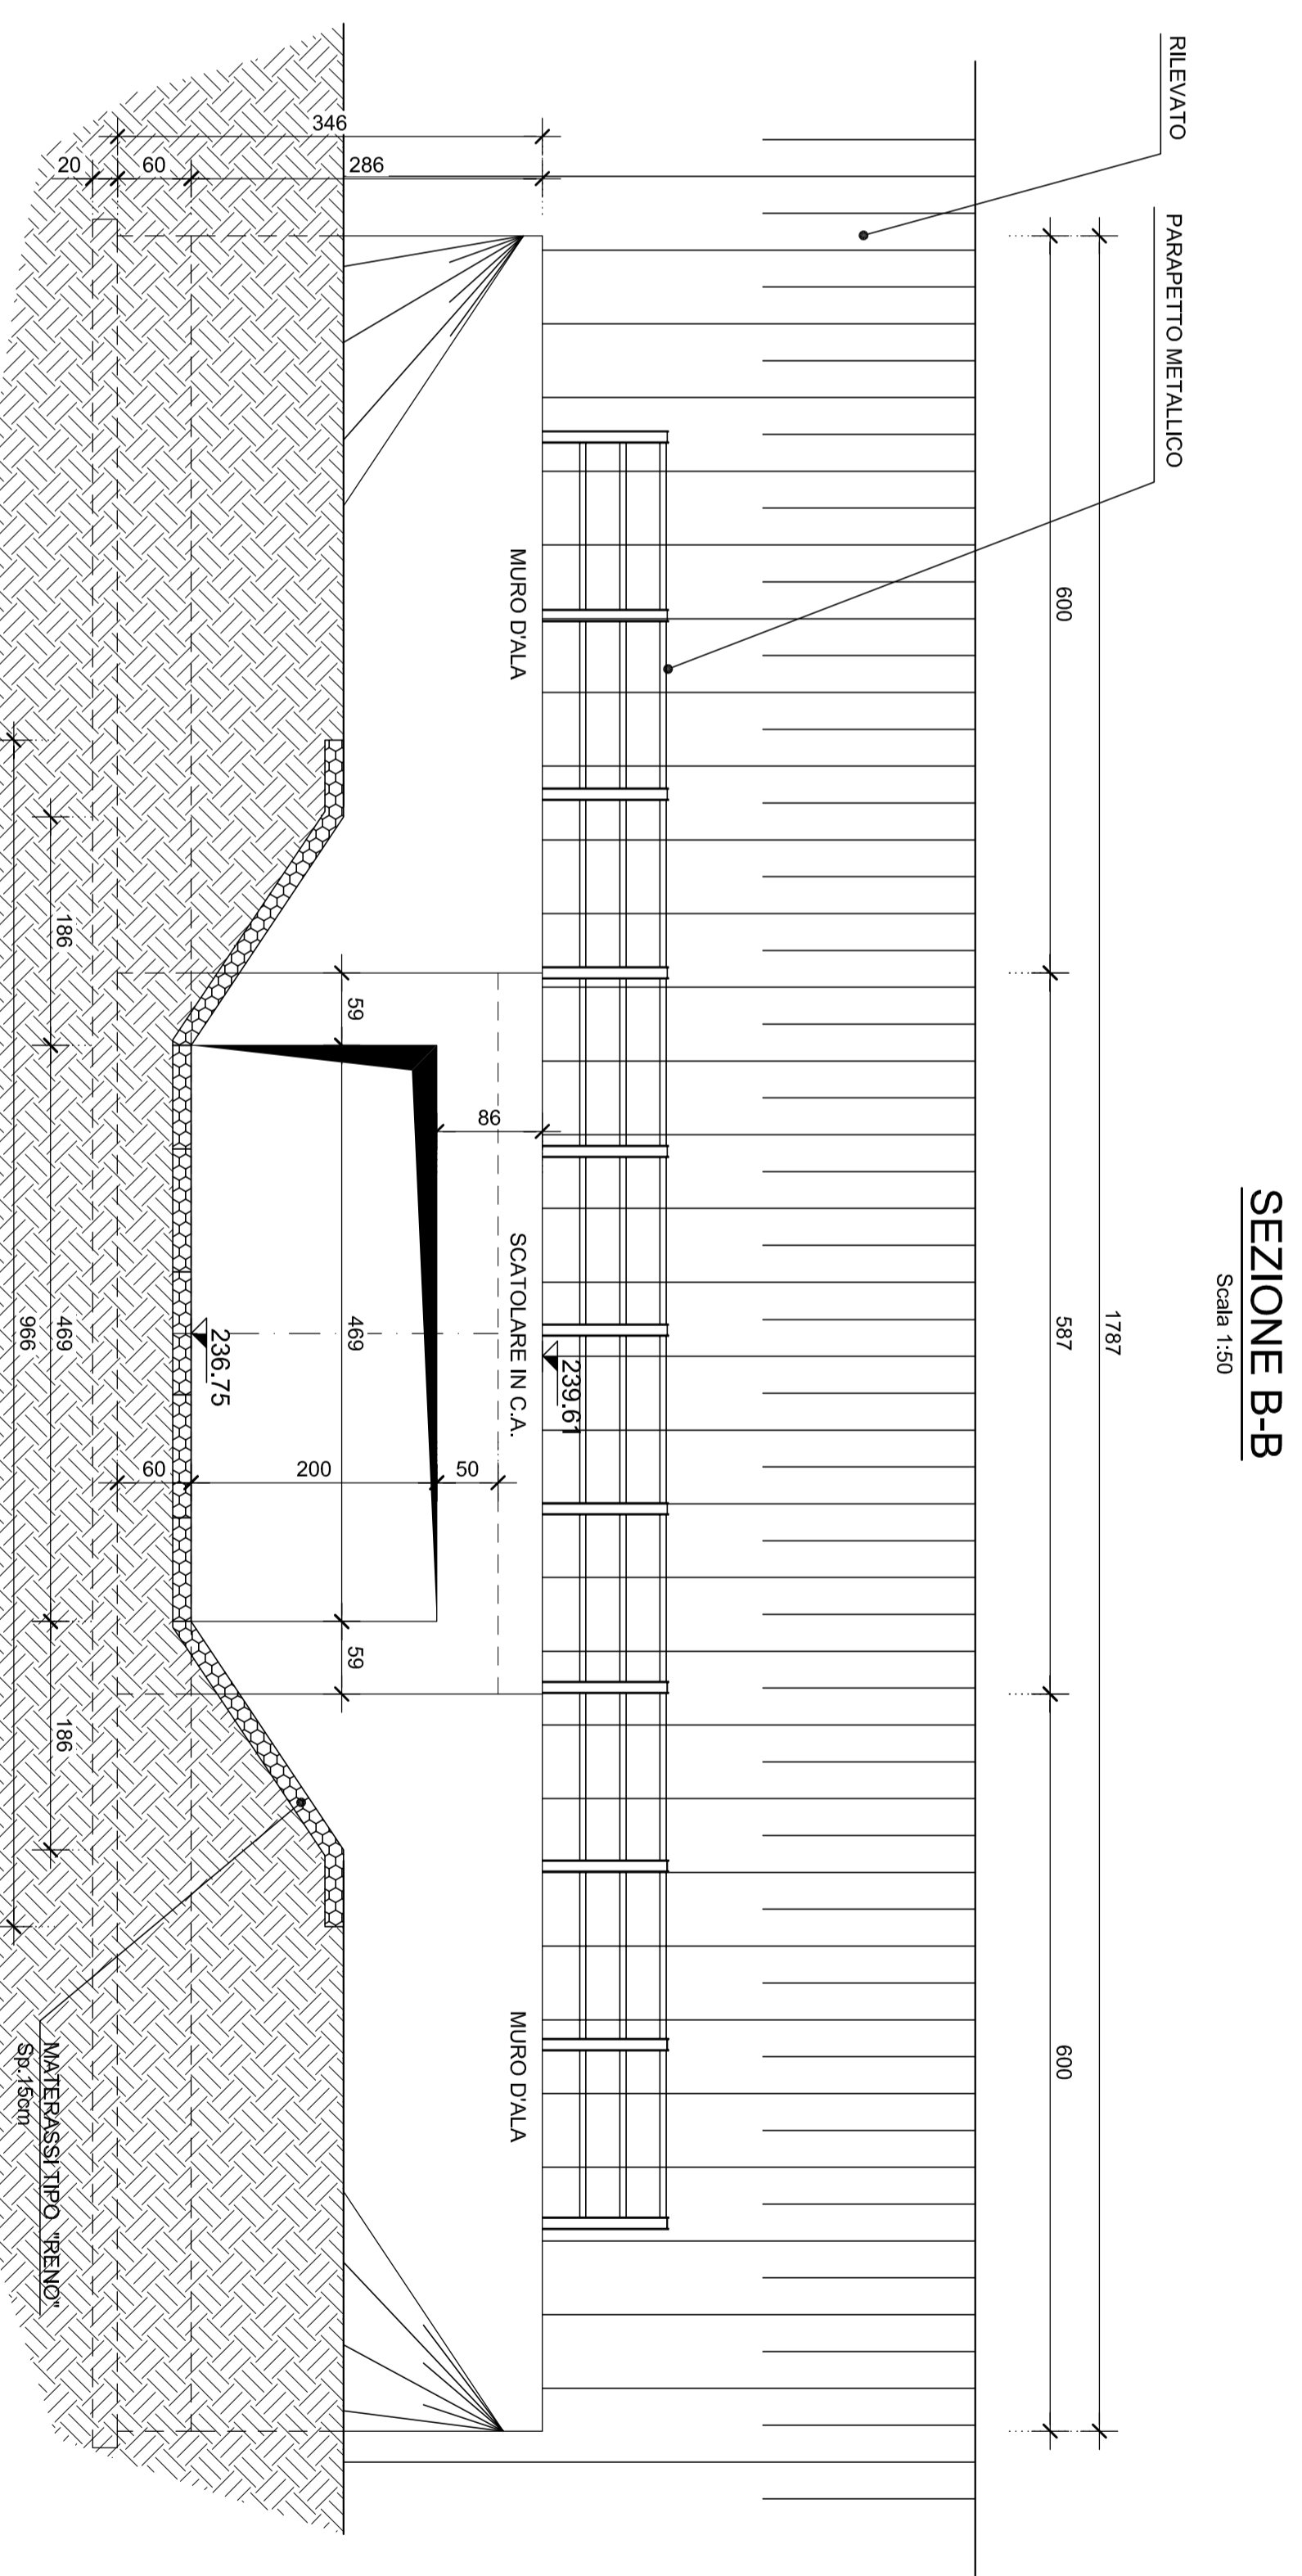 SEZIONE B-B
Scala 1:50
RILEVATO
PARAPETTO METALLICO
1787
600
587
600
239.61
MURO D'ALA
SCATOLARE IN C.A.
MURO D'ALA
346
286
60
20
86
50
200
60
59
469
59
236.75
186
469
186
966
MATERASSI TIPO "RENO"
Sp.15cm